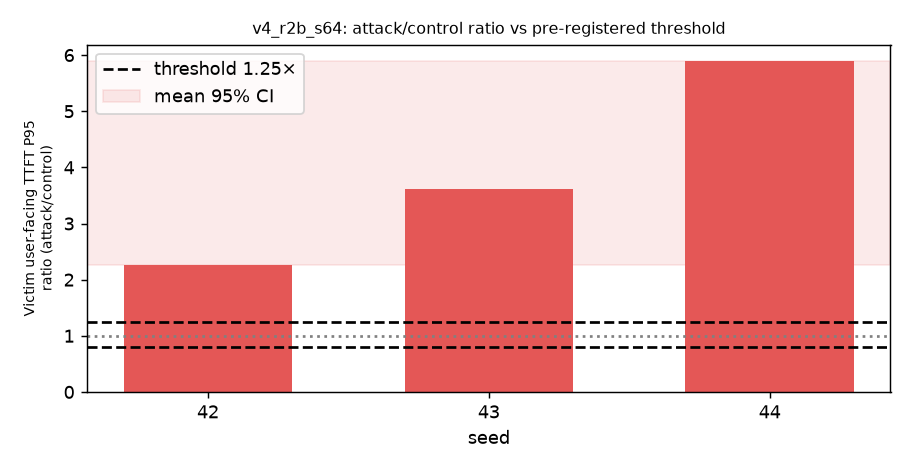 v4_r2b_s64: attack/control ratio vs pre-registered threshold
threshold 1.25×
mean 95% CI
Victim user-facing TTFT P95
ratio (attack/control)
6
5
4
3
2
1
0
42 43 44
seed